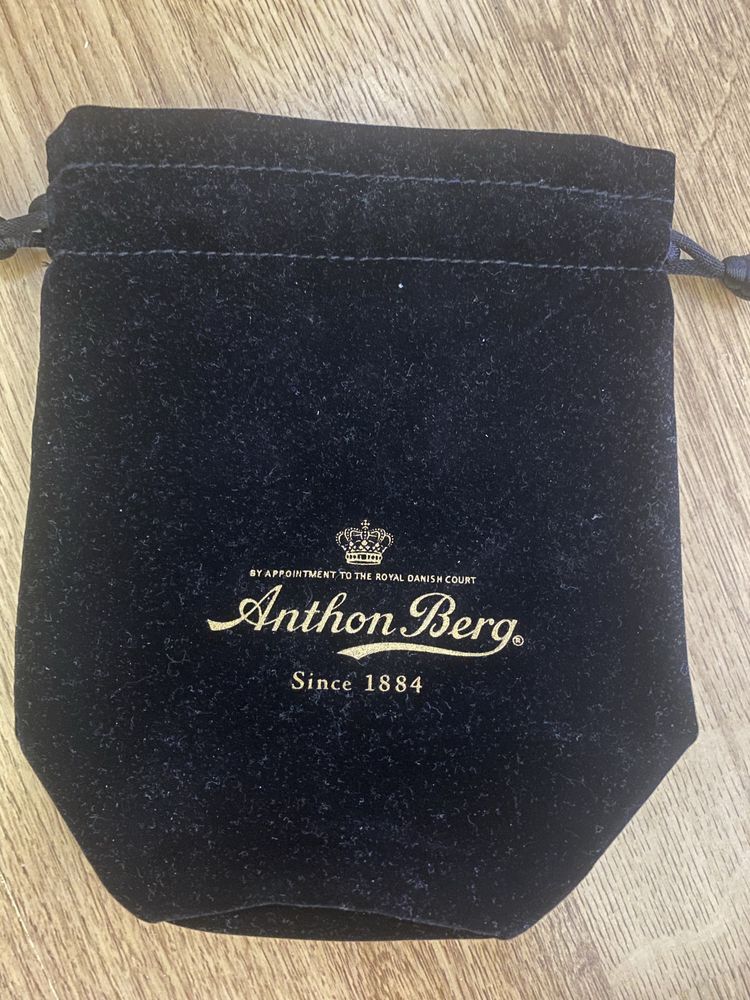 BY APPOINTMENT TO THE ROYAL DANISH COURT
Anthon Berg®
Since 1884